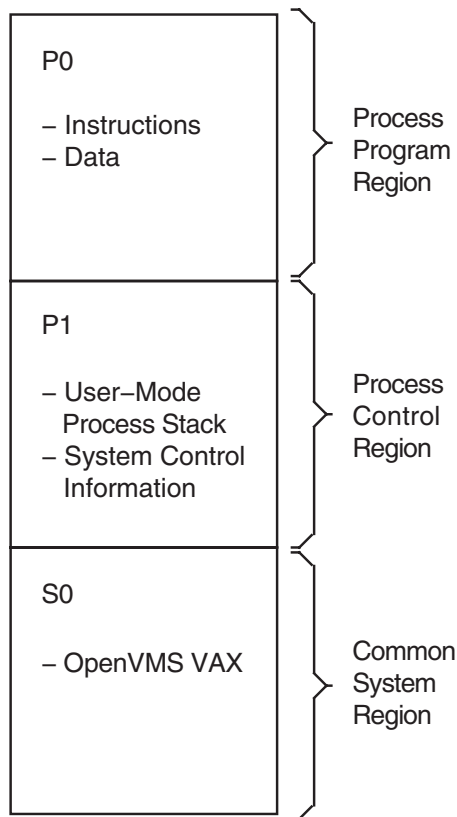 P0
– Instructions
– Data
Process
Program
Region
P1
– User–Mode
Process Stack
– System Control
Information
Process
Control
Region
S0
– OpenVMS VAX
Common
System
Region